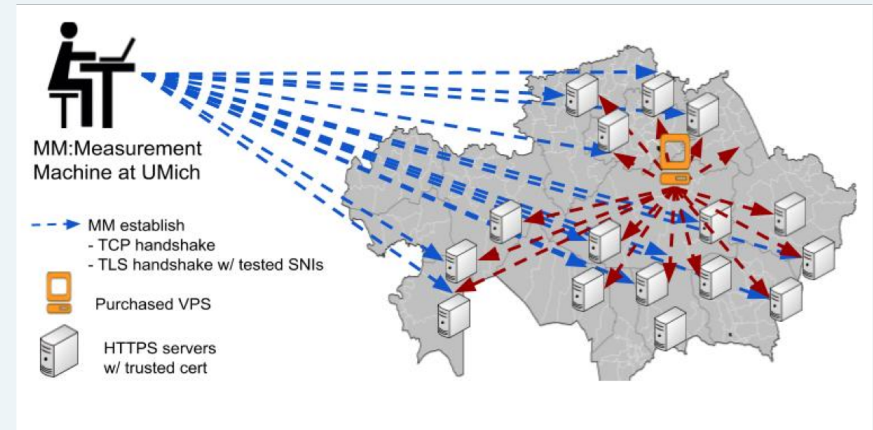 MM:Measurement
Machine at UMich
MM establish
- TCP handshake
- TLS handshake w/ tested SNIs
Purchased VPS
HTTPS servers
w/ trusted cert